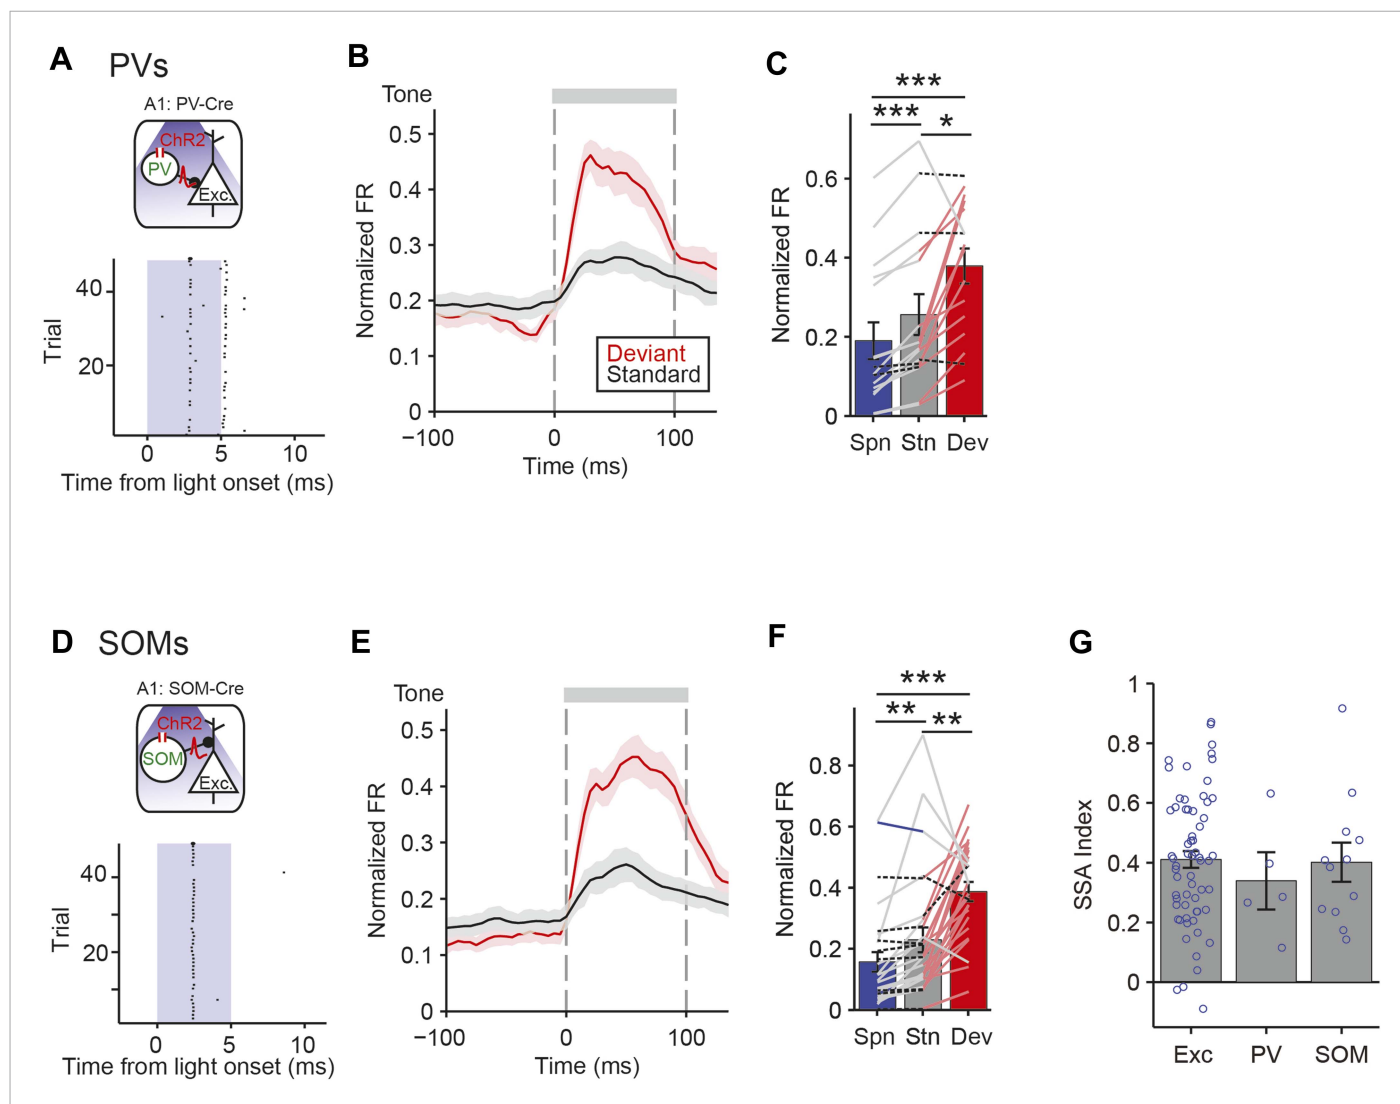 A PVs
A1: PV-Cre
ChR2
PV
Exc.
40
20
Trial
0 5 10
Time from light onset (ms)
B
Tone
0.5
0.4
0.3
0.2
0.1
0
Normalized FR
Deviant
Standard
−100 0 100
Time (ms)
C
***
*** *
0.6
0.4
0.2
0
Normalized FR
Spn Stn Dev
D SOMs
A1: SOM-Cre
ChR2
SOM
Exc.
40
20
Trial
0 5 10
Time from light onset (ms)
E
Tone
0.5
0.4
0.3
0.2
0.1
0
Normalized FR
−100 0 100
Time (ms)
F
***
** **
0.8
0.6
0.4
0.2
0
Normalized FR
Spn Stn Dev
G
1
0.8
0.6
0.4
0.2
0
SSA Index
Exc PV SOM